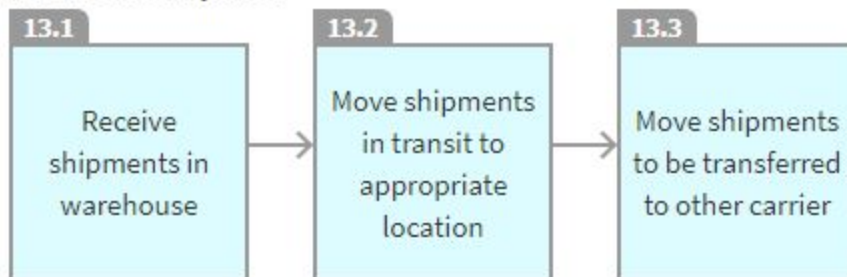 13.1
Receive
shipments in
warehouse
13.2
Move shipments
in transit to
appropriate
location
13.3
Move shipments
to be transferred
to other carrier